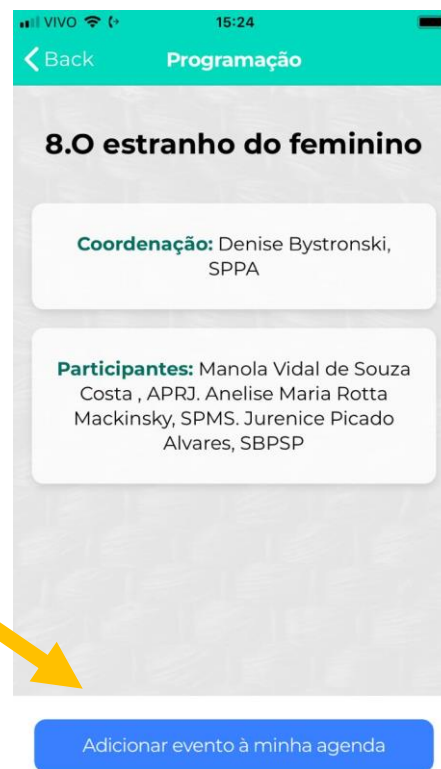 VIVO 15:24
Back Programação
8.O estranho do feminino
Coordenação: Denise Bystronski,
SPPA
Participantes: Manola Vidal de Souza
Costa , APRJ. Anelise Maria Rotta
Mackinsky, SPMS. Jurenice Picado
Alvares, SBPSP
Adicionar evento à minha agenda